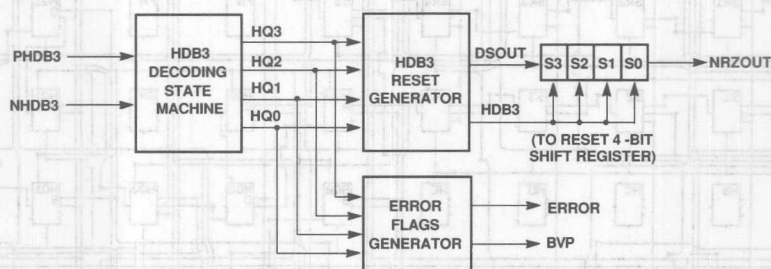 PHDB3
NHDB3
HDB3
DECODING
STATE
MACHINE
HQ3
HQ2
HQ1
HQ0
HDB3
RESET
GENERATOR
DSOUT
HDB3
S3 S2 S1 S0
NRZOUT
(TO RESET 4 -BIT
SHIFT REGISTER)
ERROR
FLAGS
GENERATOR
ERROR
BVP